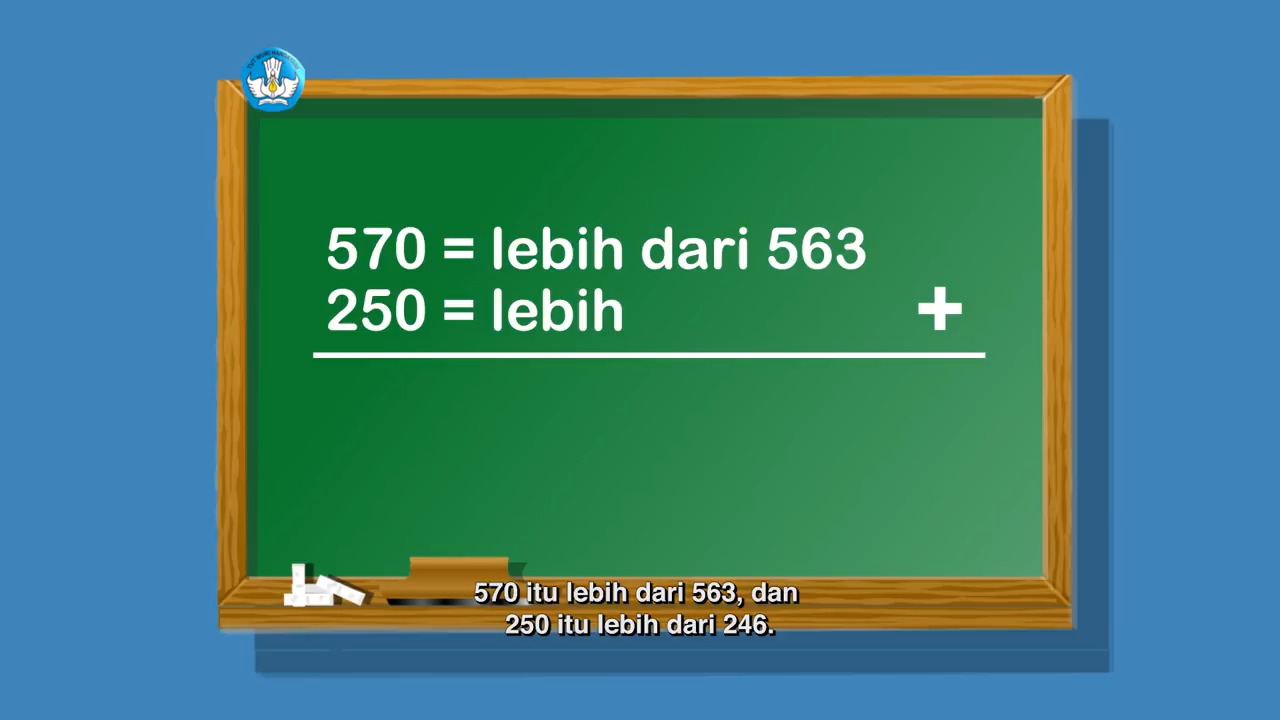 570 = lebih dari 563
250 = lebih
+
570 itu lebih dari 563, dan
250 itu lebih dari 246.